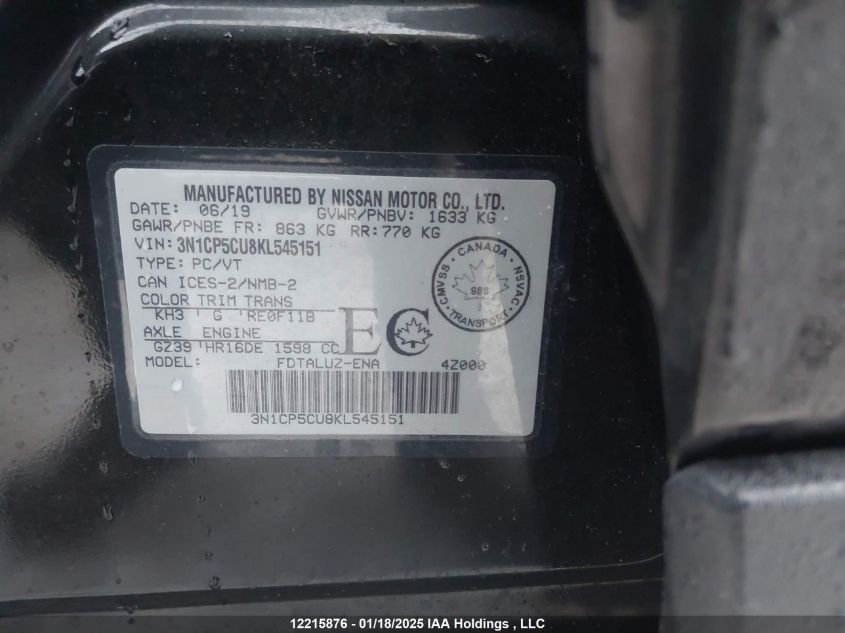 MANUFACTURED BY NISSAN MOTOR CO., LTD.
DATE: 06/19 GVWR/PNBV: 1633 KG
GAWR/PNBE FR: 863 KG RR: 770 KG
VIN: 3N1CP5CU8KL545151
TYPE: PC/VT
CAN ICES-2/NMB-2
COLOR TRIM TRANS
KH3 ' G ' RE0F11B
AXLE ENGINE
GZ39 ' HR16DE 1598 CC
EC
MODEL: FDTALUZ-ENA 4Z000
3N1CP5CU8KL545151
CANADA
CMVSS · NSVAC
988
TRANSPORT
12215876 - 01/18/2025 IAA Holdings , LLC